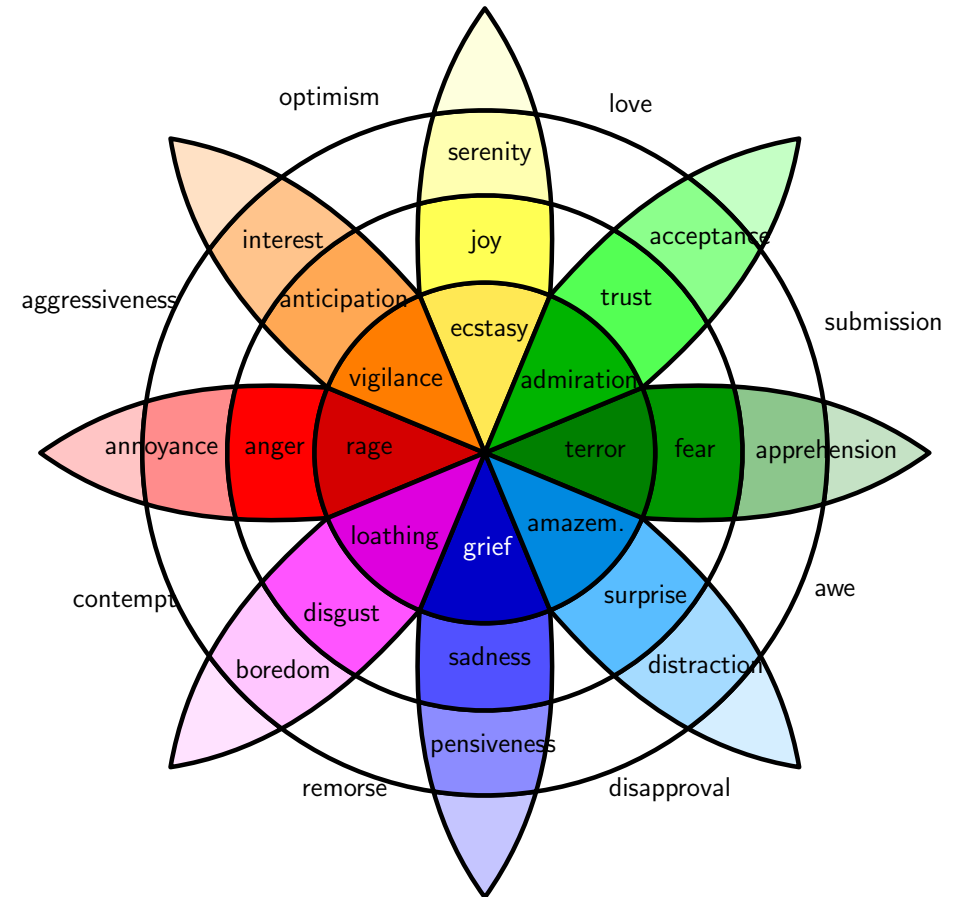 optimism
love
serenity
interest
joy
acceptance
aggressiveness
anticipation
trust
submission
ecstasy
vigilance
admiration
annoyance
anger
rage
terror
fear
apprehension
loathing
grief
amazem.
contempt
disgust
surprise
awe
boredom
sadness
distraction
pensiveness
remorse
disapproval